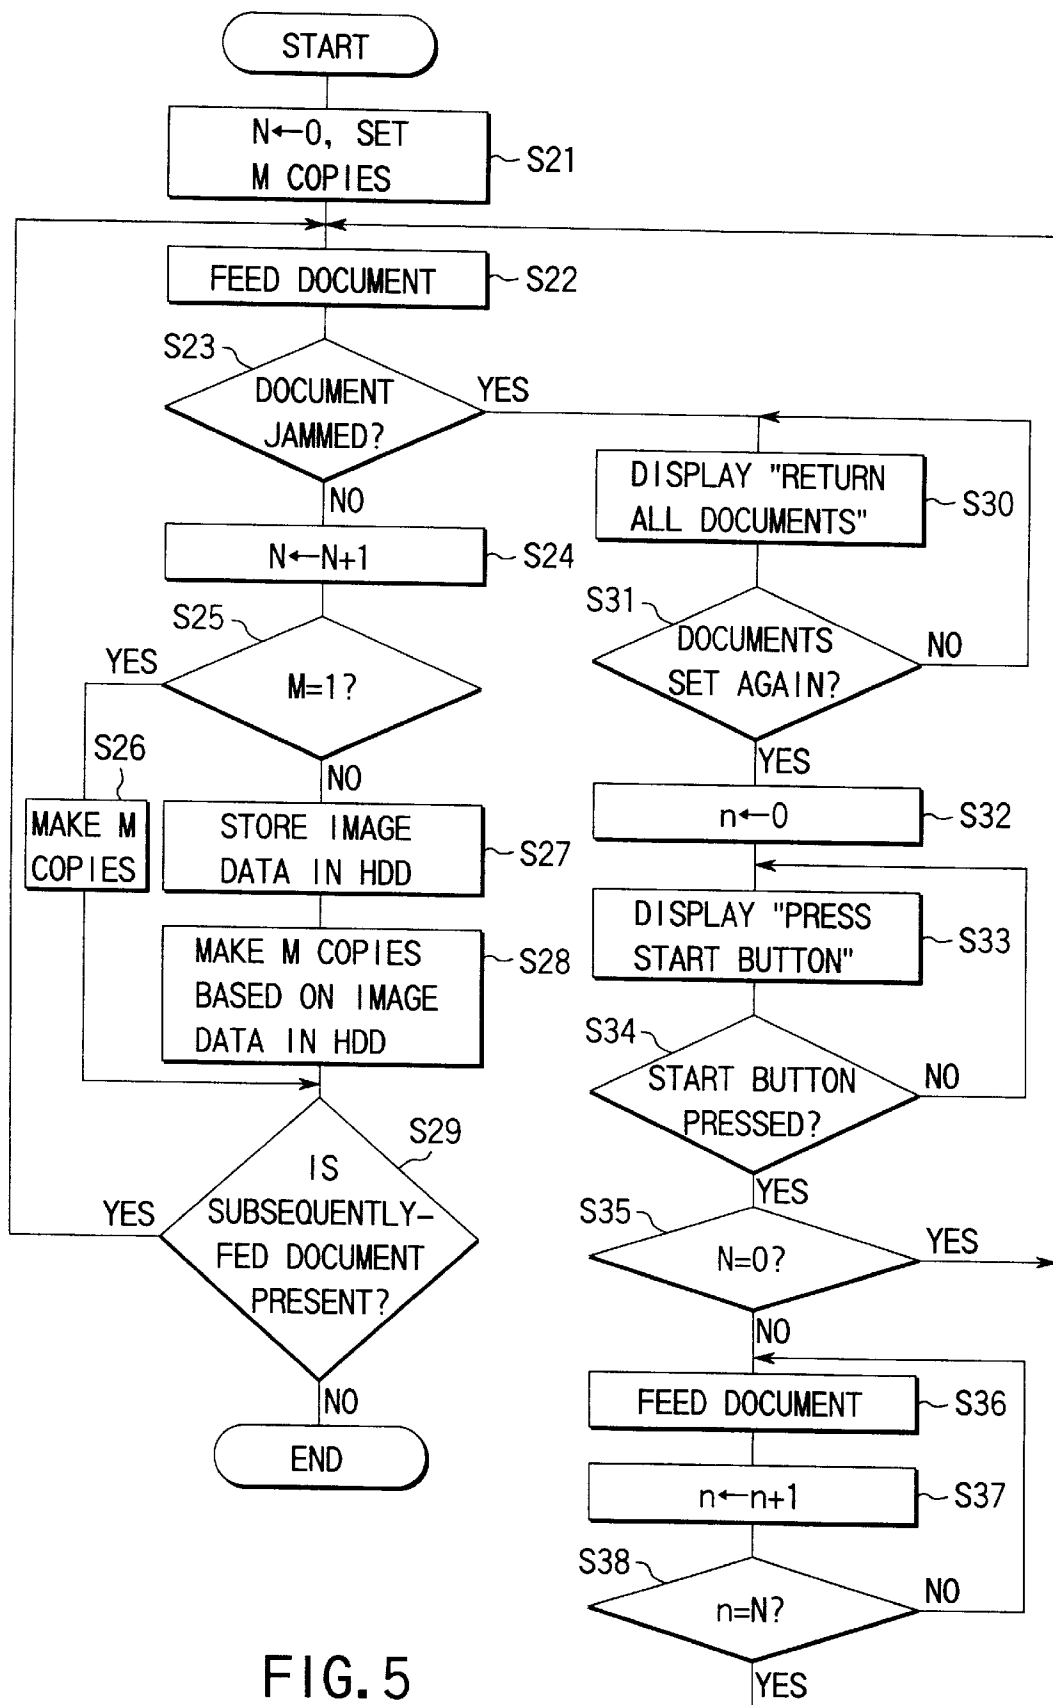 START
N←0, SET
M COPIES
S21
FEED DOCUMENT
S22
S23
DOCUMENT
JAMMED?
YES
NO
N←N+1
S24
S25
YES
M=1?
NO
S26
MAKE M
COPIES
STORE IMAGE
DATA IN HDD
S27
MAKE M COPIES
BASED ON IMAGE
DATA IN HDD
S28
S29
IS
SUBSEQUENTLY-
FED DOCUMENT
PRESENT?
YES
NO
END
DISPLAY "RETURN
ALL DOCUMENTS"
S30
S31
DOCUMENTS
SET AGAIN?
NO
YES
n←0
S32
DISPLAY "PRESS
START BUTTON"
S33
S34
START BUTTON
PRESSED?
NO
YES
S35
N=0?
YES
NO
FEED DOCUMENT
S36
n←n+1
S37
S38
n=N?
NO
YES
FIG. 5